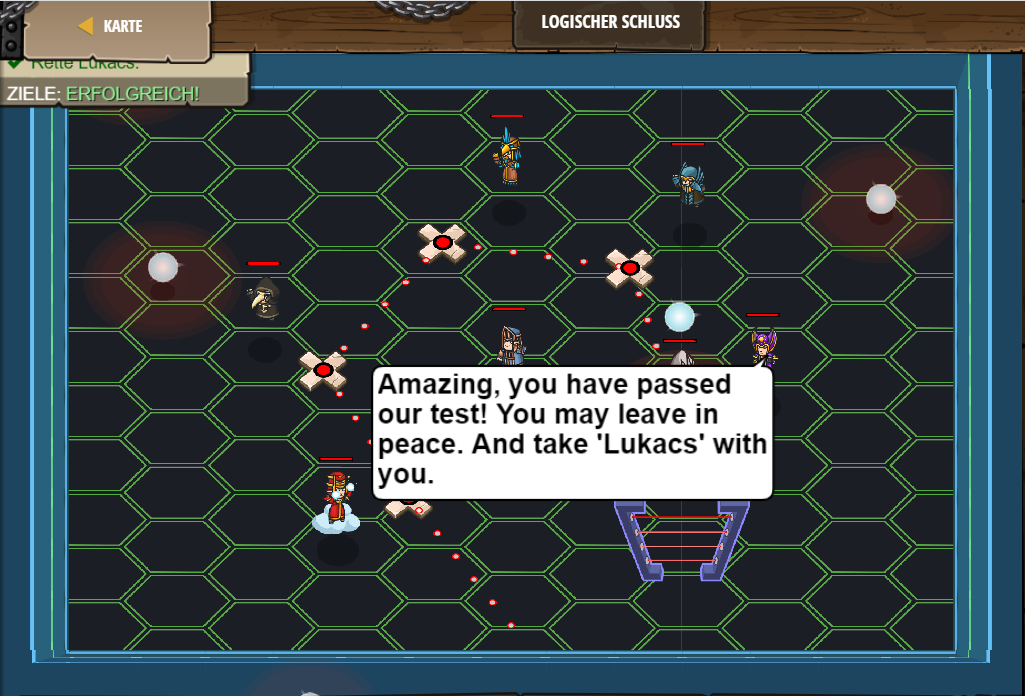 KARTE
LOGISCHER SCHLUSS
Rette Lukacs.
ZIELE: ERFOLGREICH!
Amazing, you have passed
our test! You may leave in
peace. And take 'Lukacs' with
you.